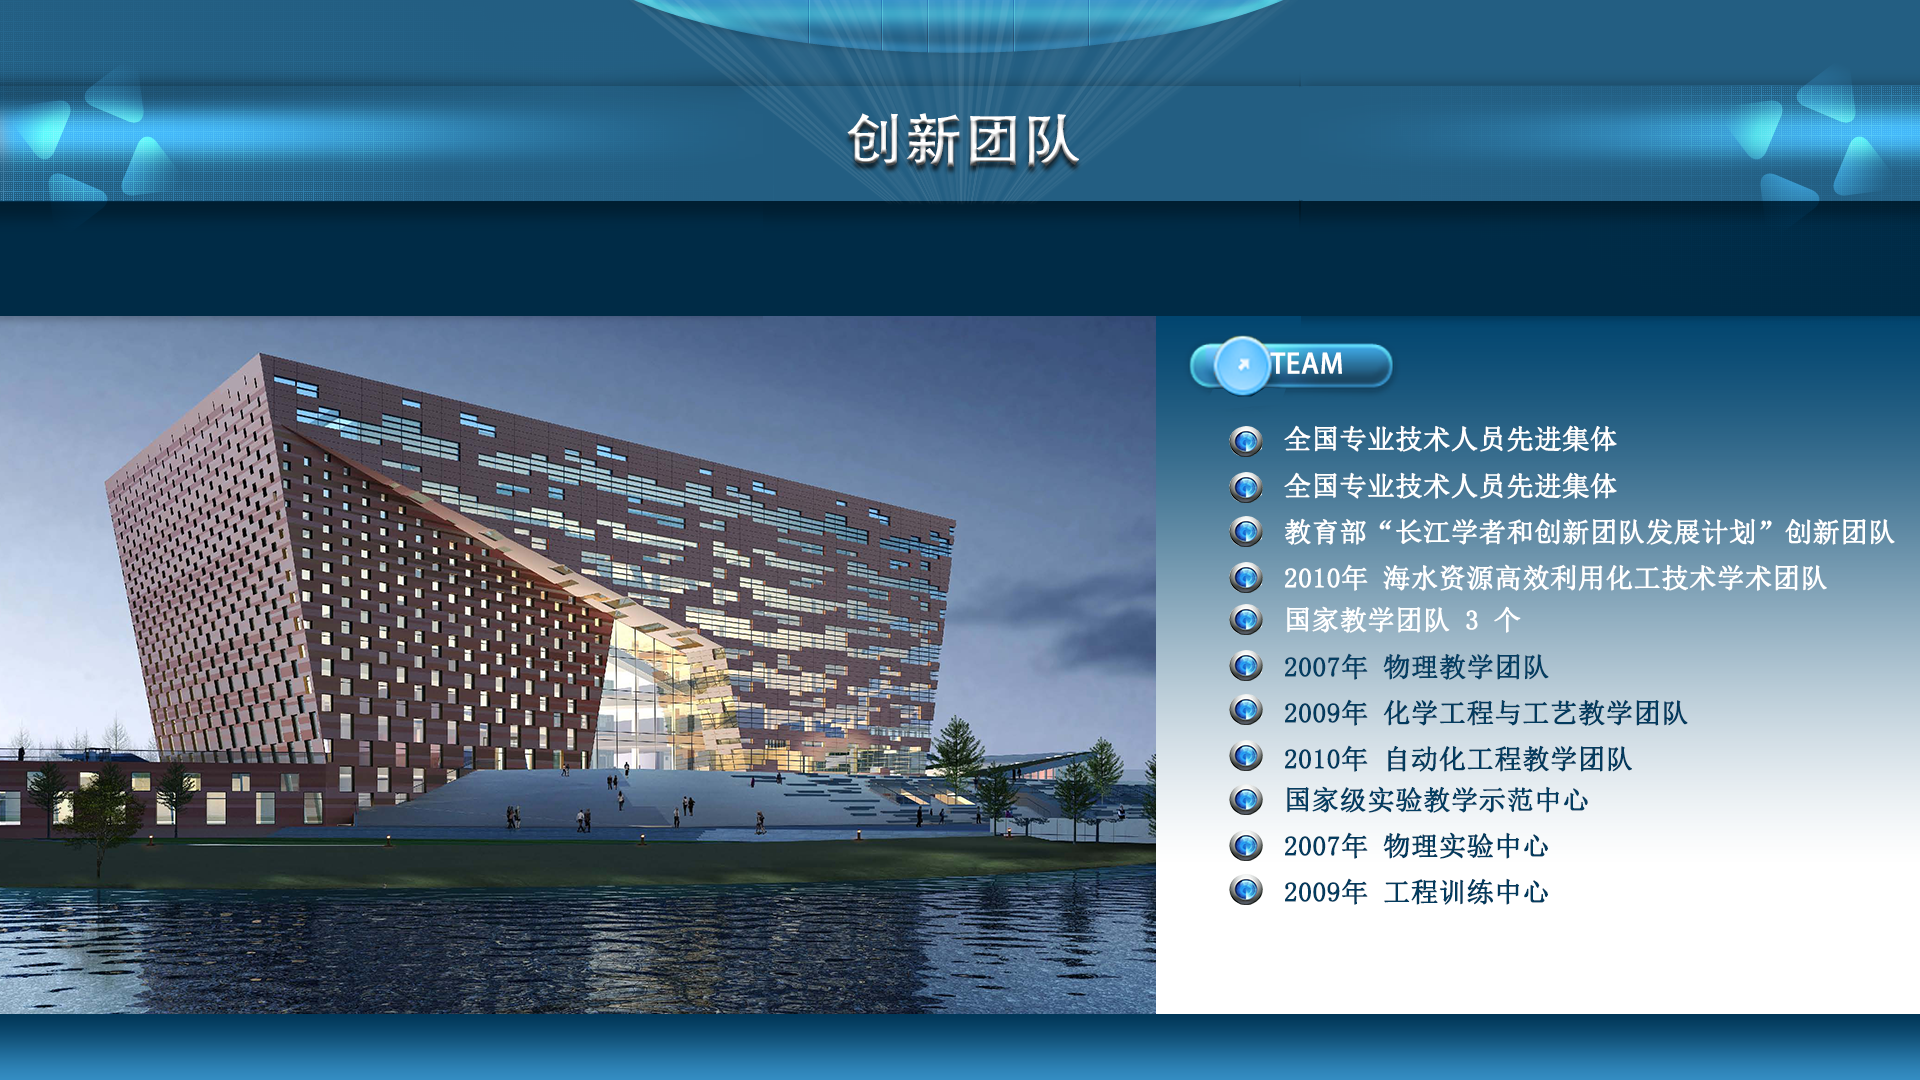 创新团队
TEAM
全国专业技术人员先进集体
全国专业技术人员先进集体
教育部“长江学者和创新团队发展计划”创新团队
2010年 海水资源高效利用化工技术学术团队
国家教学团队 3 个
2007年 物理教学团队
2009年 化学工程与工艺教学团队
2010年 自动化工程教学团队
国家级实验教学示范中心
2007年 物理实验中心
2009年 工程训练中心